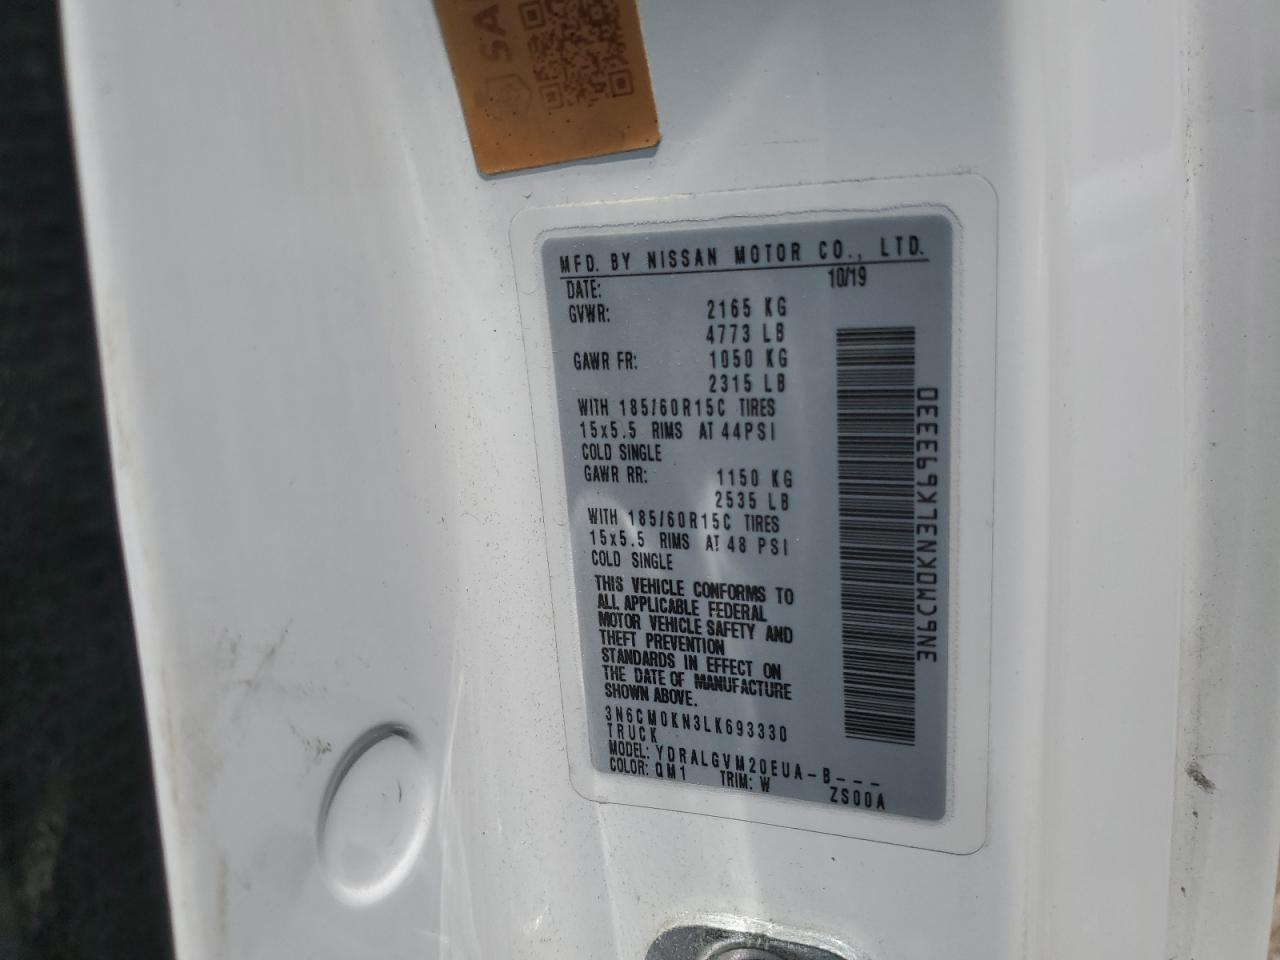 SA
MFD. BY NISSAN MOTOR CO., LTD.
DATE: 10/19
GVWR: 2165 KG
4773 LB
GAWR FR: 1050 KG
2315 LB
WITH 185/60R15C TIRES
15x5.5 RIMS AT 44PSI
COLD SINGLE
GAWR RR: 1150 KG
2535 LB
WITH 185/60R15C TIRES
15x5.5 RIMS AT 48 PSI
COLD SINGLE
THIS VEHICLE CONFORMS TO
ALL APPLICABLE FEDERAL
MOTOR VEHICLE SAFETY AND
THEFT PREVENTION
STANDARDS IN EFFECT ON
THE DATE OF MANUFACTURE
SHOWN ABOVE.
3N6CM0KN3LK693330
TRUCK
MODEL: YDRALGVM20EUA-B---
COLOR: QM1 TRIM: W ZS00A
3N6CM0KN3LK693330